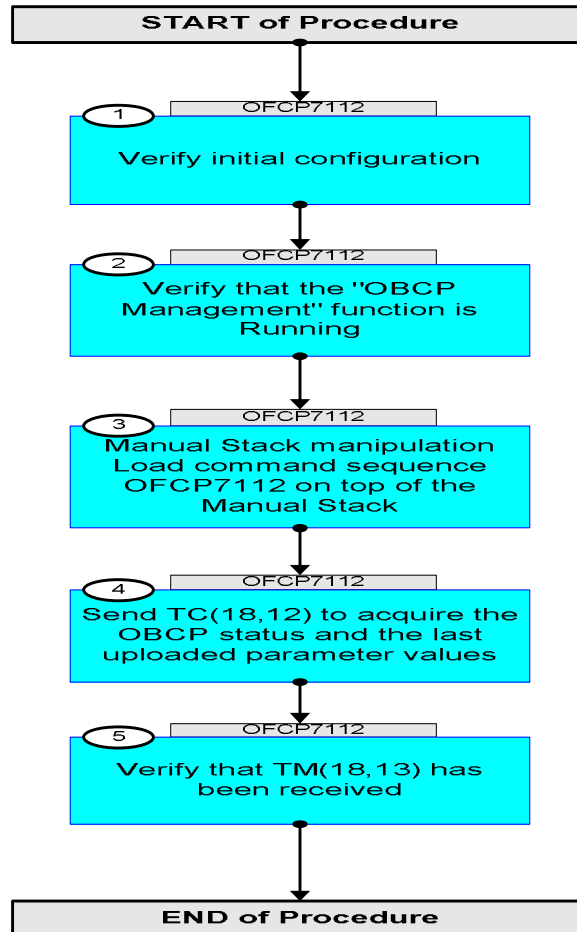 START of Procedure
OFCP7112
1
Verify initial configuration
OFCP7112
2
Verify that the "OBCP
Management" function is
Running
OFCP7112
3
Manual Stack manipulation
Load command sequence
OFCP7112 on top of the
Manual Stack
OFCP7112
4
Send TC(18,12) to acquire the
OBCP status and the last
uploaded parameter values
OFCP7112
5
Verify that TM(18,13) has
been received
END of Procedure